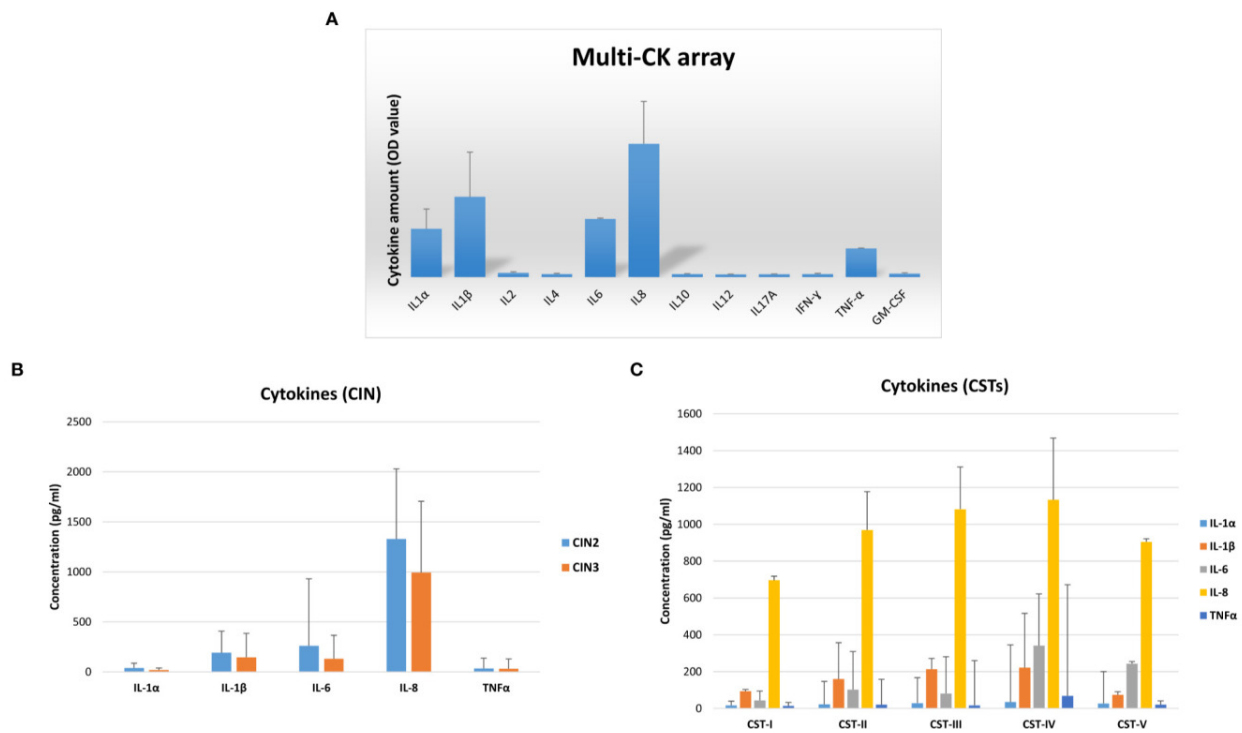 A
Multi-CK array
Cytokine amount (OD value)
IL1α
IL1β
IL2
IL4
IL6
IL8
IL10
IL12
IL17A
IFN-γ
TNF-α
GM-CSF
B
Cytokines (CIN)
Concentration (pg/ml)
2500
2000
1500
1000
500
0
IL-1α
IL-1β
IL-6
IL-8
TNFα
CIN2
CIN3
C
Cytokines (CSTs)
Concentration (pg/ml)
1600
1400
1200
1000
800
600
400
200
0
CST-I
CST-II
CST-III
CST-IV
CST-V
IL-1α
IL-1β
IL-6
IL-8
TNFα